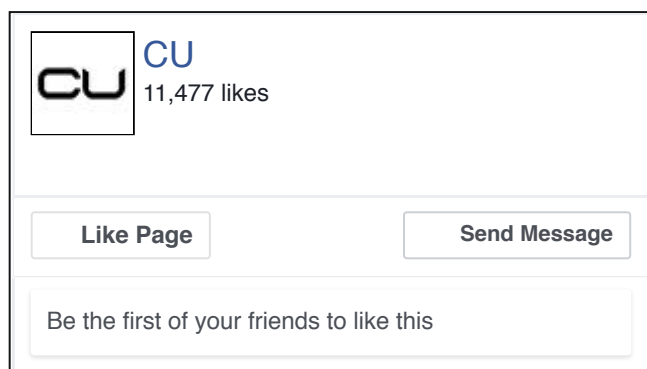 CU
CU
11,477 likes
Like Page
Send Message
Be the first of your friends to like this